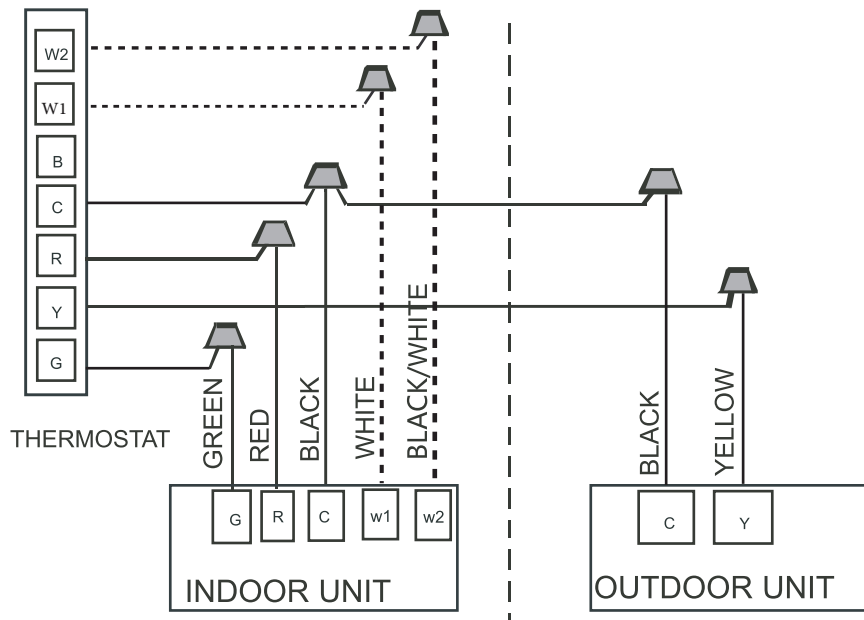 W2
W1
B
C
R
Y
G
THERMOSTAT
GREEN
RED
BLACK
WHITE
BLACK/WHITE
BLACK
YELLOW
G R C w1 w2
INDOOR UNIT
C Y
OUTDOOR UNIT